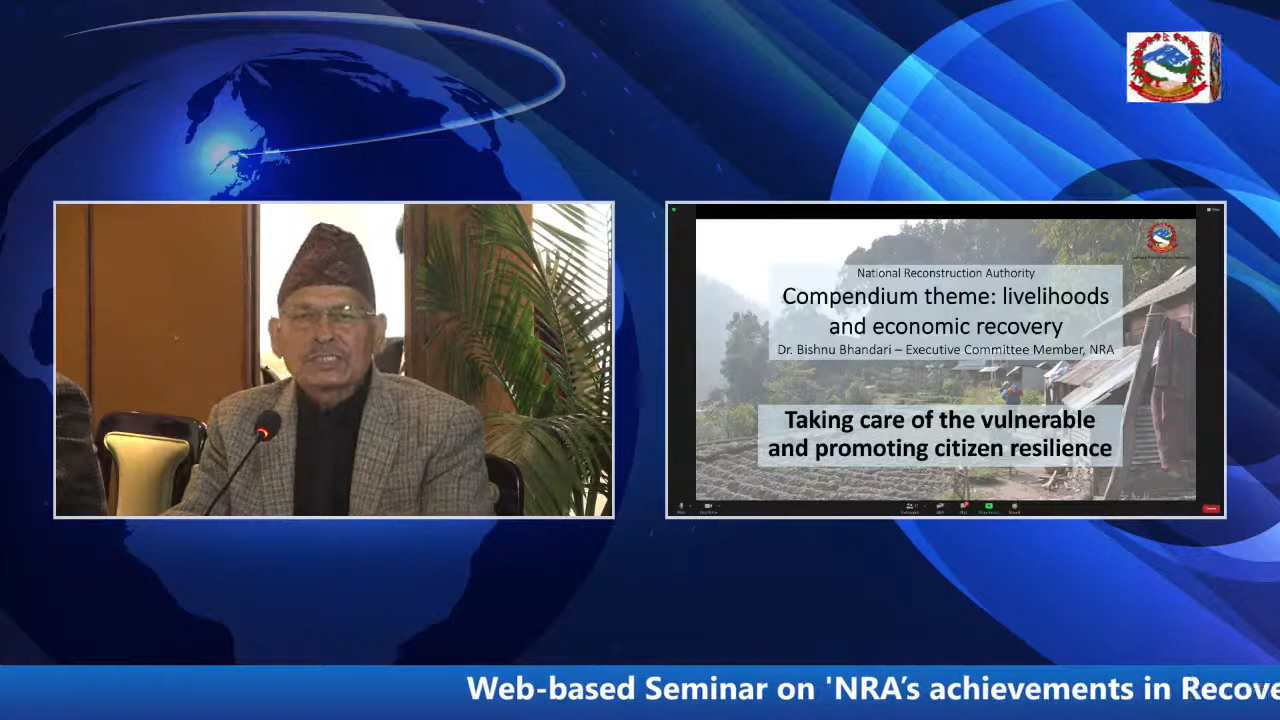 National Reconstruction Authority
Compendium theme: livelihoods
and economic recovery
Dr. Bishnu Bhandari – Executive Committee Member, NRA
Taking care of the vulnerable
and promoting citizen resilience
Web-based Seminar on 'NRA’s achievements in Recove